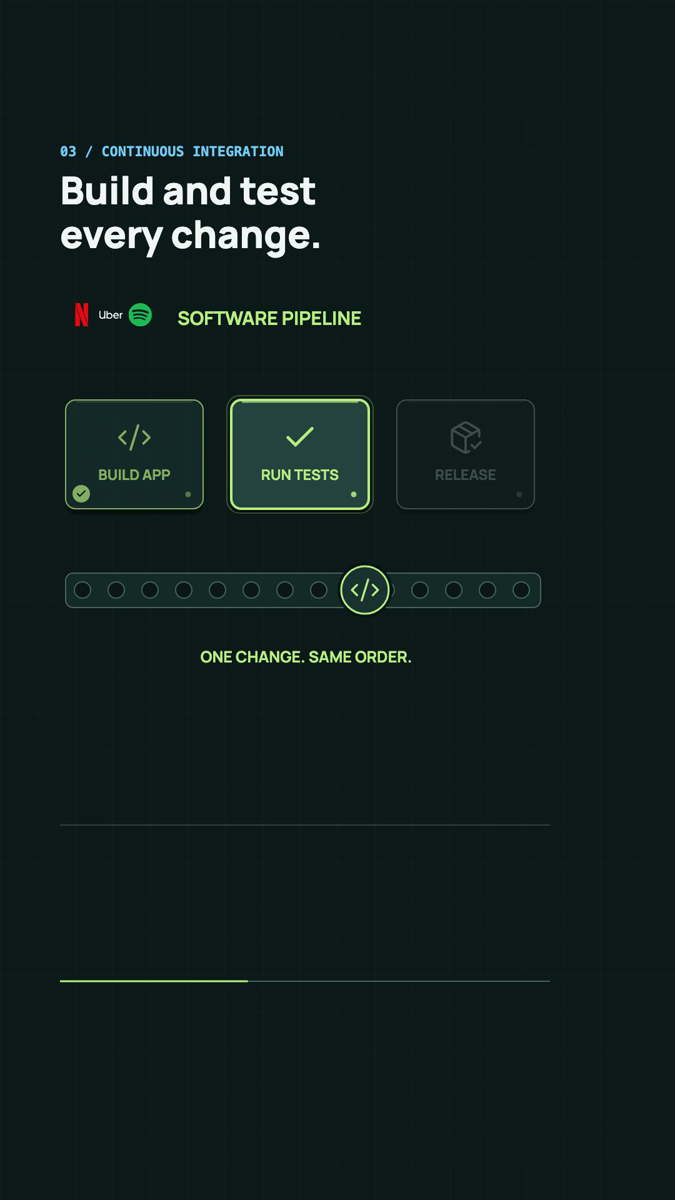 03 / CONTINUOUS INTEGRATION
Build and test
every change.
N Uber SOFTWARE PIPELINE
</> </>
BUILD APP RUN TESTS RELEASE
ONE CHANGE. SAME ORDER.